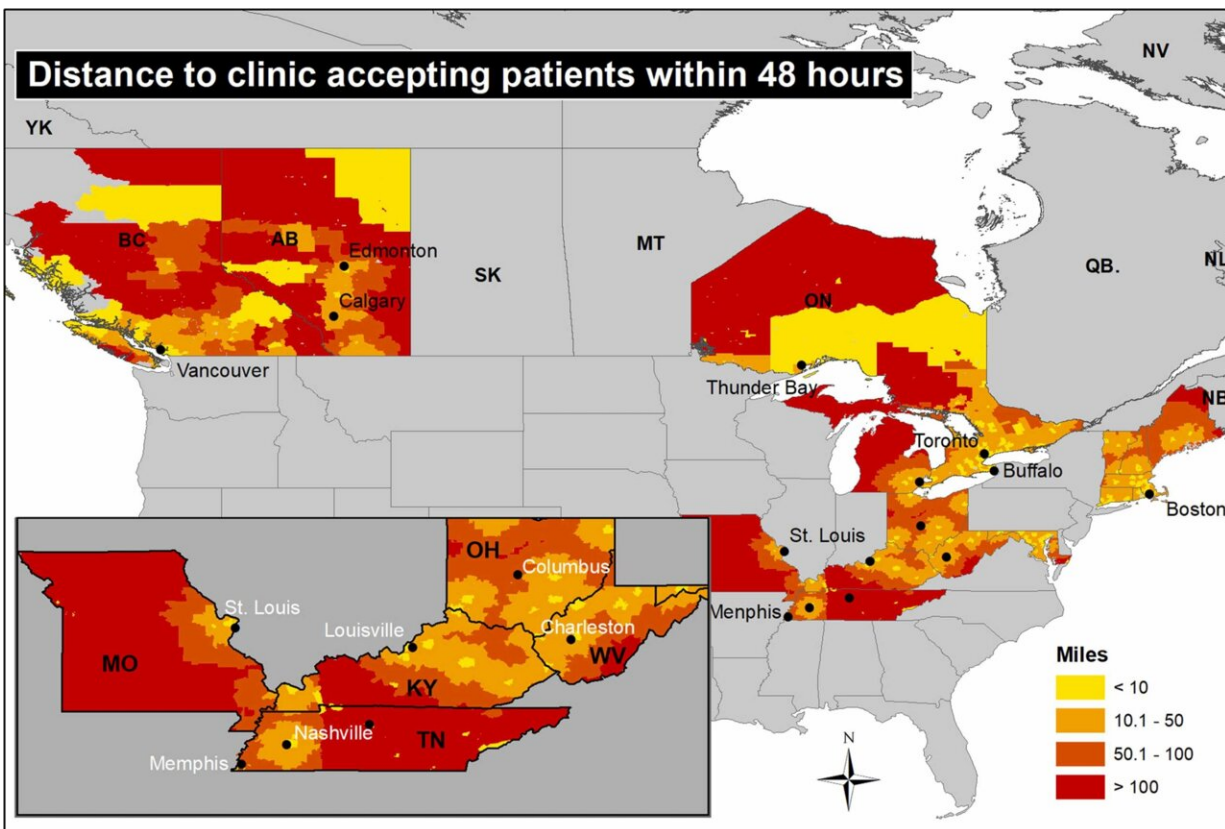 Distance to clinic accepting patients within 48 hours
NV
YK
BC
AB
Edmonton
Calgary
Vancouver
SK
MT
ON
QB.
NL
NB
Thunder Bay
Toronto
Buffalo
Boston
St. Louis
Menphis
OH
Columbus
St. Louis
Louisville
Charleston
MO
WV
KY
Nashville
TN
Memphis
N
Miles
< 10
10.1 - 50
50.1 - 100
> 100